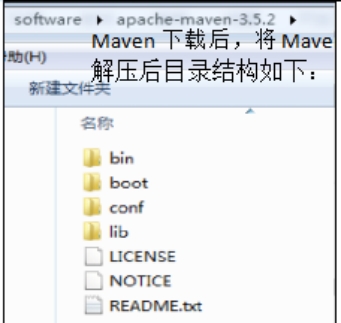 software ▸ apache-maven-3.5.2 ▸
Maven 下载后，将 Mave
助(H)
解压后目录结构如下：
新建文件夹
名称
bin
boot
conf
lib
LICENSE
NOTICE
README.txt